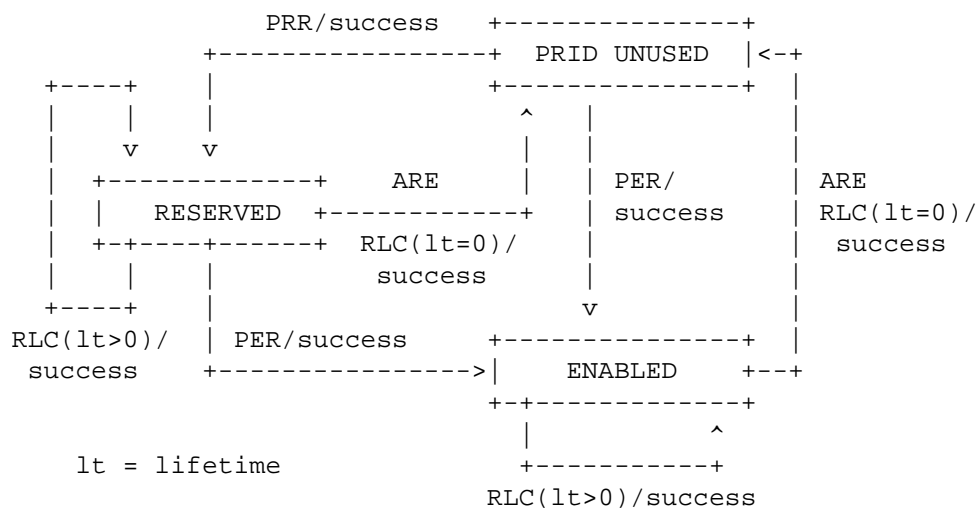 PRR/success
PRID UNUSED
ARE PER/ ARE
RESERVED success RLC(lt=0)/
RLC(lt=0)/ success
success
RLC(lt>0)/ PER/success
success ENABLED
lt = lifetime
RLC(lt>0)/success